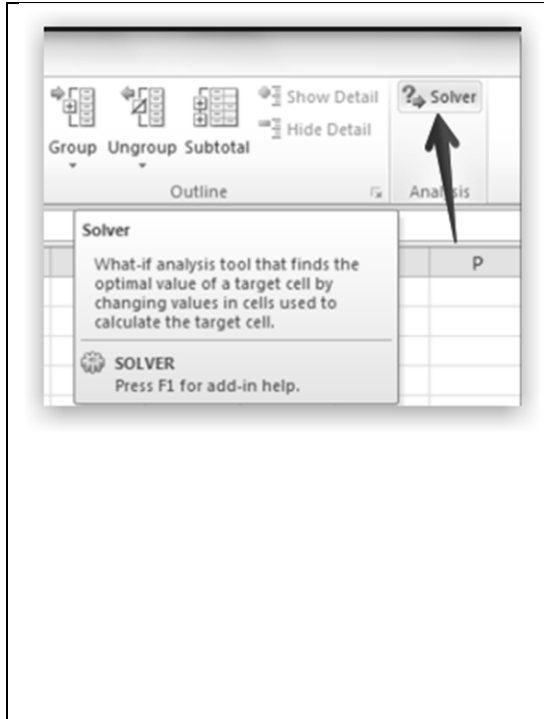 Show Detail
Solver
Hide Detail
Group Ungroup Subtotal
Outline
Analysis
Solver
P
What-if analysis tool that finds the
optimal value of a target cell by
changing values in cells used to
calculate the target cell.
SOLVER
Press F1 for add-in help.